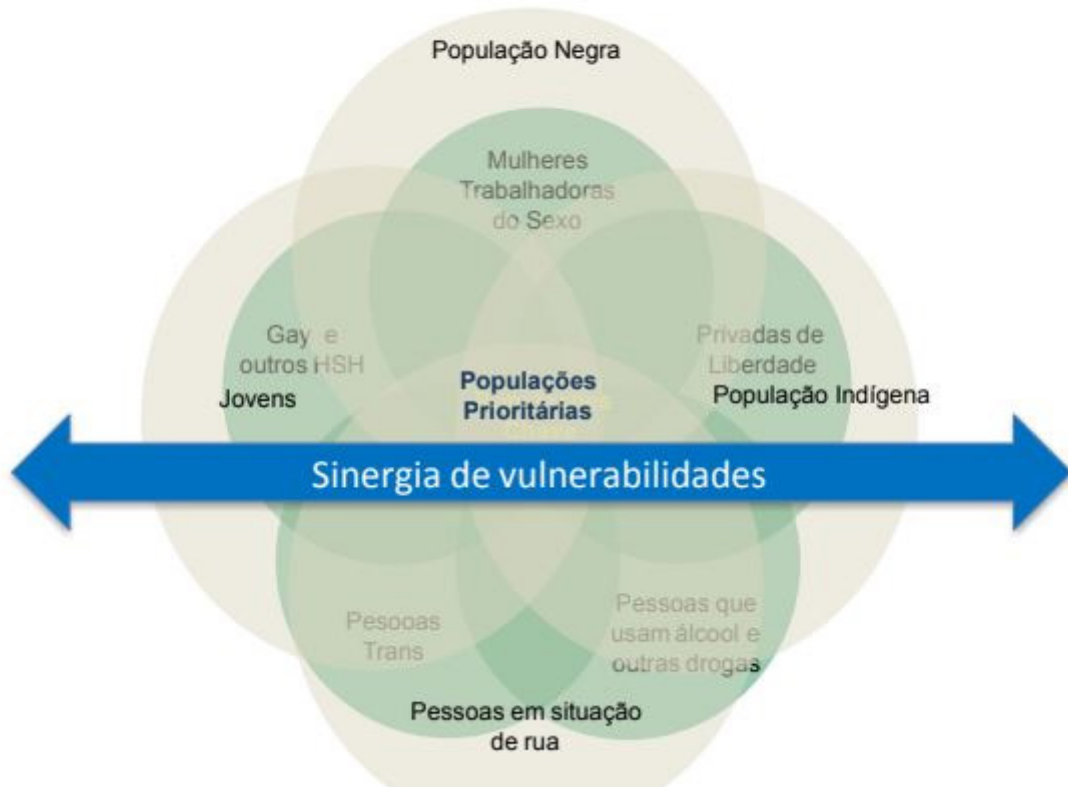 População Negra
Mulheres
Trabalhadoras
do Sexo
Gay e
outros HSH
Jovens
Privadas de
Liberdade
População Indígena
Populações
Prioritárias
Sinergia de vulnerabilidades
Pesooas
Trans
Pessoas que
usam álcool e
outras drogas
Pessoas em situação
de rua